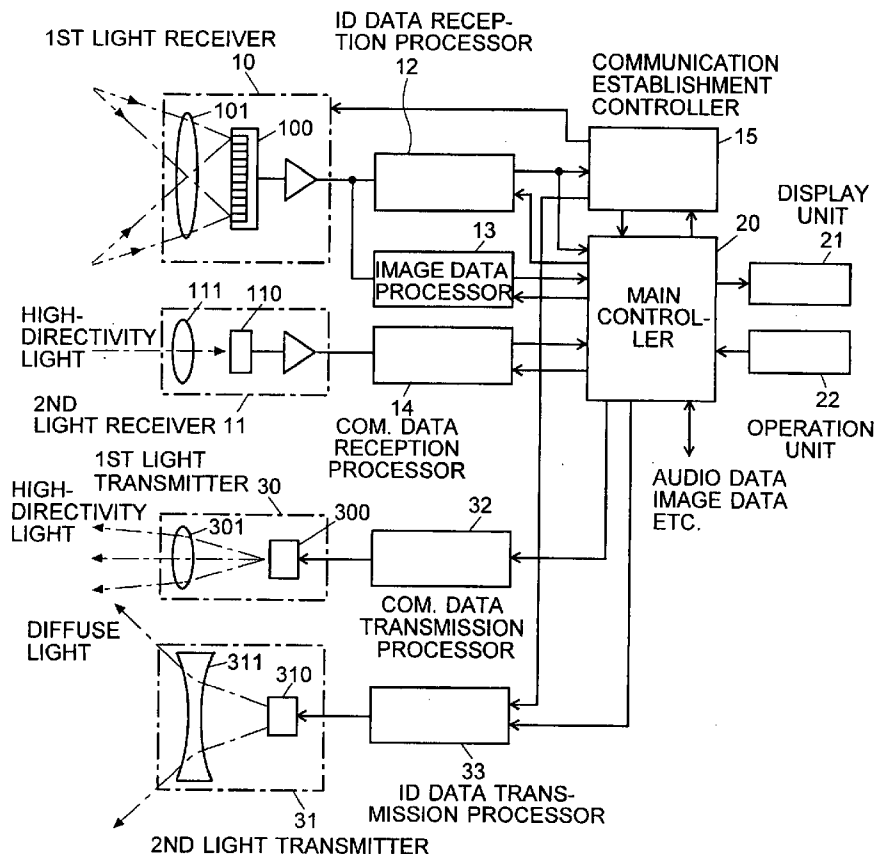 1ST LIGHT RECEIVER
10
ID DATA RECEP-
TION PROCESSOR
12
COMMUNICATION
ESTABLISHMENT
CONTROLLER
15
101
100
DISPLAY
UNIT
21
20
13
IMAGE DATA
PROCESSOR
MAIN
CONTROL-
LER
HIGH-
DIRECTIVITY
LIGHT
111
110
2ND
LIGHT RECEIVER 11
14
COM. DATA
RECEPTION
PROCESSOR
22
OPERATION
UNIT
AUDIO DATA
IMAGE DATA
ETC.
1ST LIGHT
TRANSMITTER
30
HIGH-
DIRECTIVITY
LIGHT
301
300
32
COM. DATA
TRANSMISSION
PROCESSOR
DIFFUSE
LIGHT
311
310
33
ID DATA TRANS-
MISSION PROCESSOR
31
2ND LIGHT TRANSMITTER